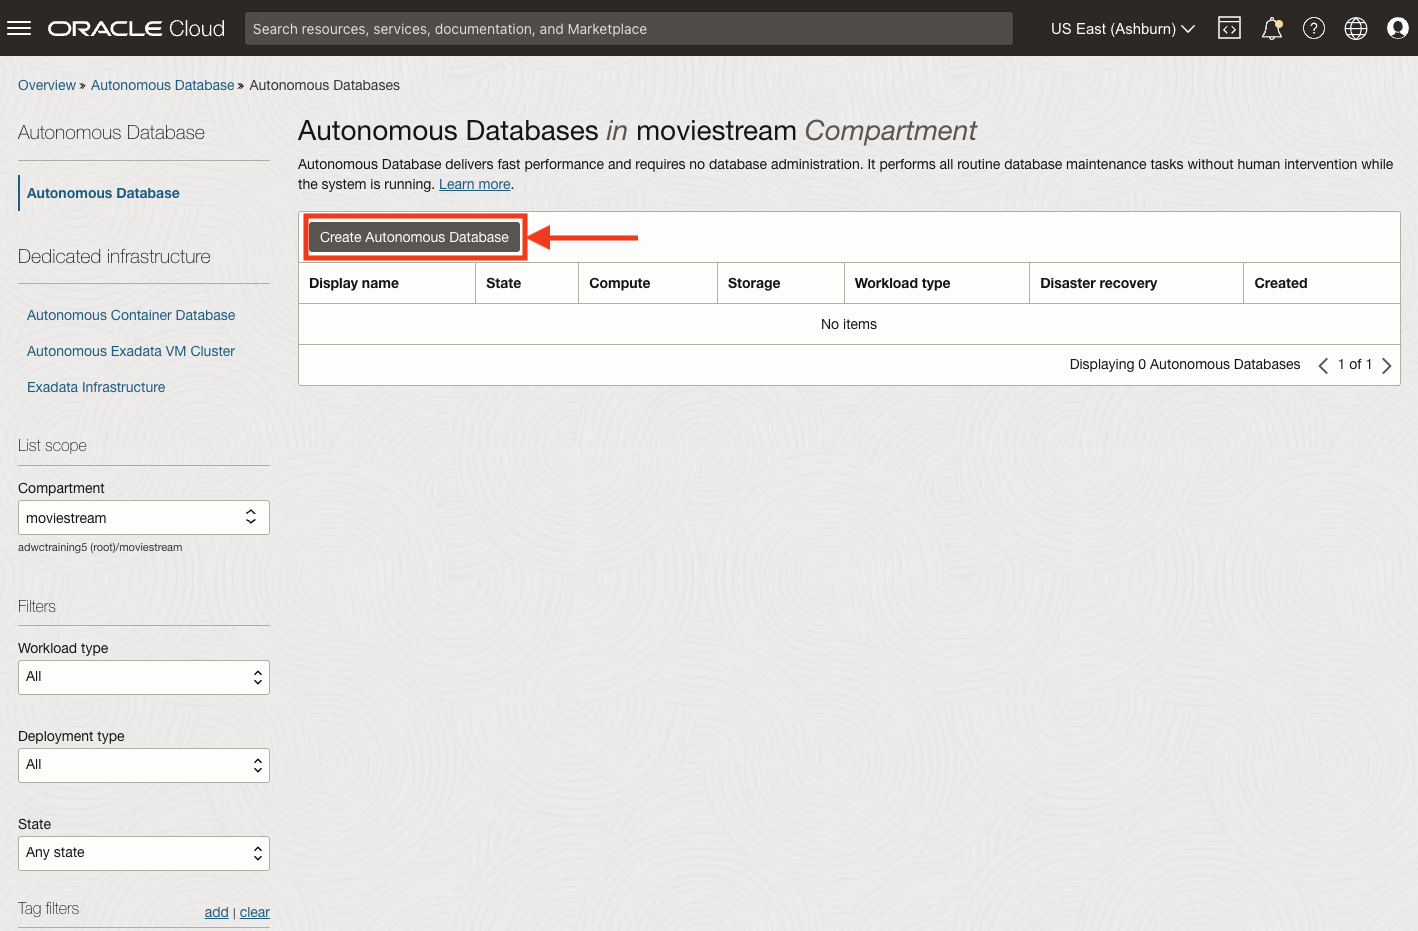 ORACLE Cloud
Search resources, services, documentation, and Marketplace
US East (Ashburn)
Overview » Autonomous Database » Autonomous Databases
Autonomous Database
Autonomous Database
Dedicated infrastructure
Autonomous Container Database
Autonomous Exadata VM Cluster
Exadata Infrastructure
List scope
Compartment
moviestream
adwctraining5 (root)/moviestream
Filters
Workload type
All
Deployment type
All
State
Any state
Tag filters add | clear
Autonomous Databases in moviestream Compartment
Autonomous Database delivers fast performance and requires no database administration. It performs all routine database maintenance tasks without human intervention while
the system is running. Learn more.
Create Autonomous Database
Display name State Compute Storage Workload type Disaster recovery Created
No items
Displaying 0 Autonomous Databases < 1 of 1 >